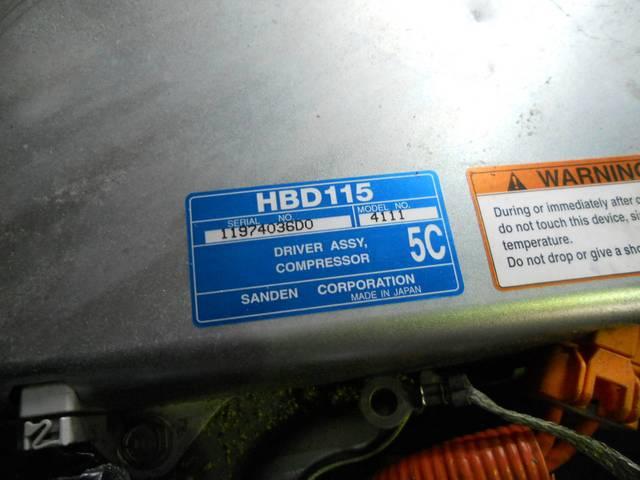 HBD115
SERIAL NO. MODEL NO.
11974036D0 4111
DRIVER ASSY,
COMPRESSOR
5C
SANDEN CORPORATION
MADE IN JAPAN
WARNING
During or immediately after
do not touch this device,
temperature.
Do not drop or give a